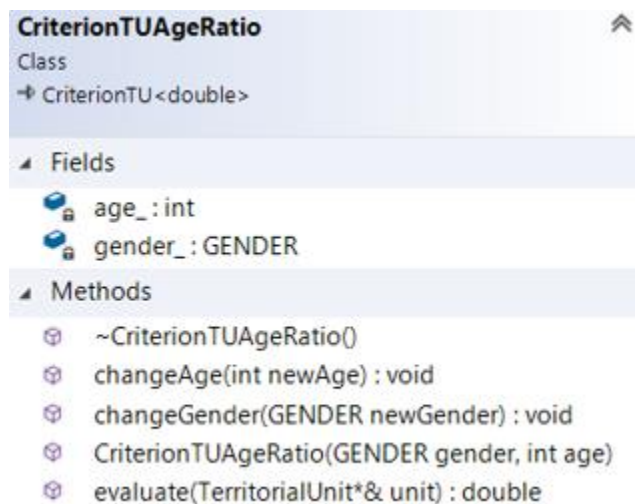 CriterionTUAgeRatio
Class
CriterionTU<double>
Fields
age_ : int
gender_ : GENDER
Methods
~CriterionTUAgeRatio()
changeAge(int newAge) : void
changeGender(GENDER newGender) : void
CriterionTUAgeRatio(GENDER gender, int age)
evaluate(TerritorialUnit*& unit) : double